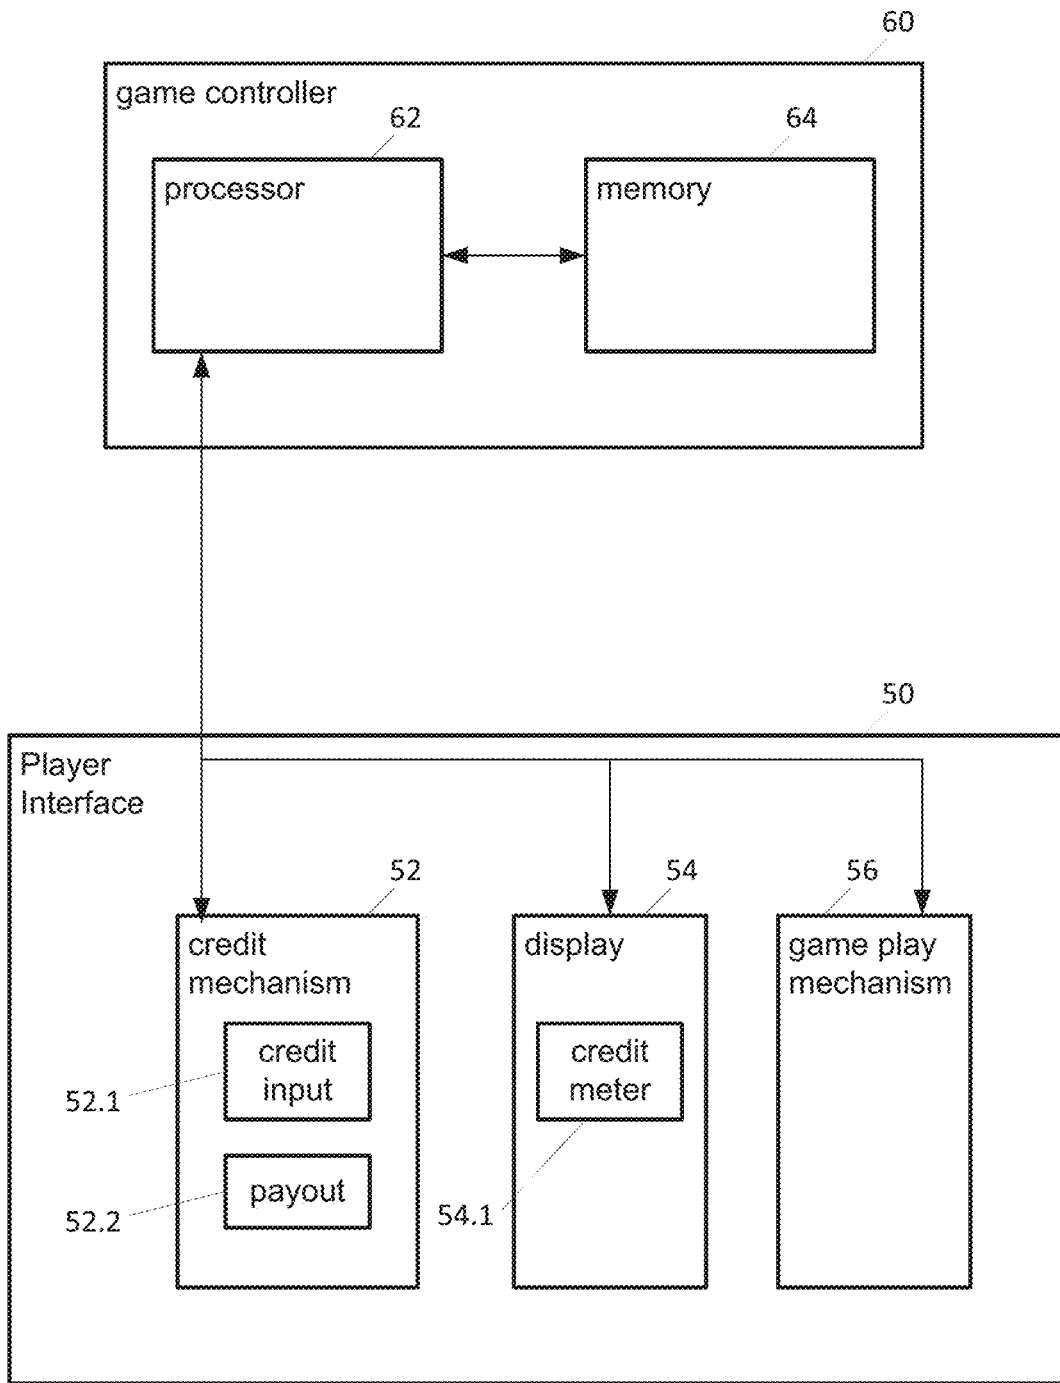 60
game controller
62
64
processor
memory
50
Player
Interface
52
54
56
credit
mechanism
display
game play
mechanism
credit
input
credit
meter
52.1
payout
52.2
54.1